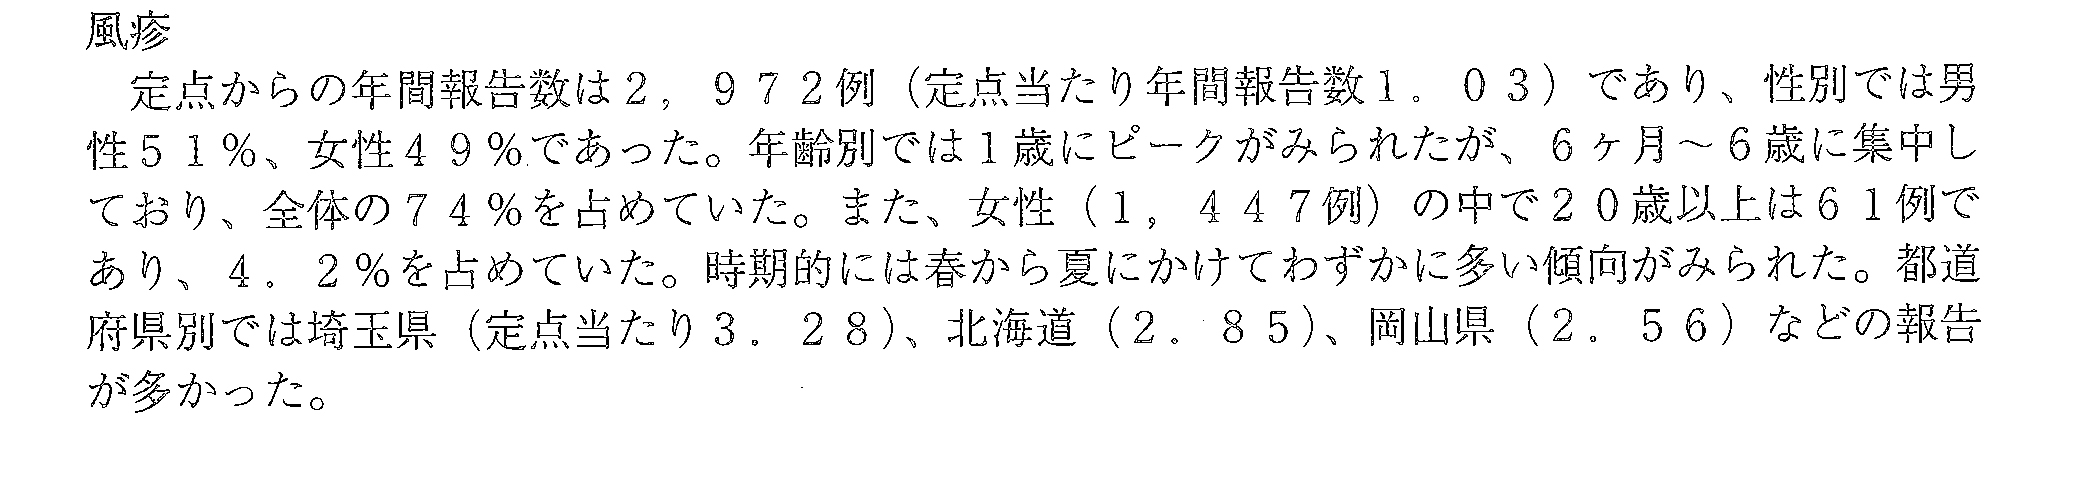 風疹
　定点からの年間報告数は２，９７２例（定点当たり年間報告数１．０３）であり、性別では男
性５１％、女性４９％であった。年齢別では１歳にピークがみられたが、６ヶ月～６歳に集中し
ており、全体の７４％を占めていた。また、女性（１，４４７例）の中で２０歳以上は６１例で
あり、４．２％を占めていた。時期的には春から夏にかけてわずかに多い傾向がみられた。都道
府県別では埼玉県（定点当たり３．２８）、北海道（２．８５）、岡山県（２．５６）などの報告
が多かった。